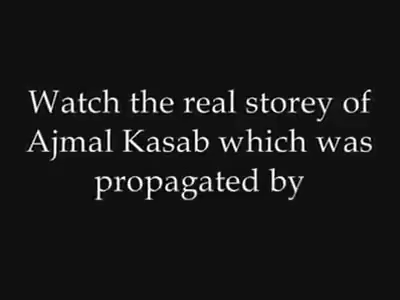 Watch the real storey of
Ajmal Kasab which was
propagated by